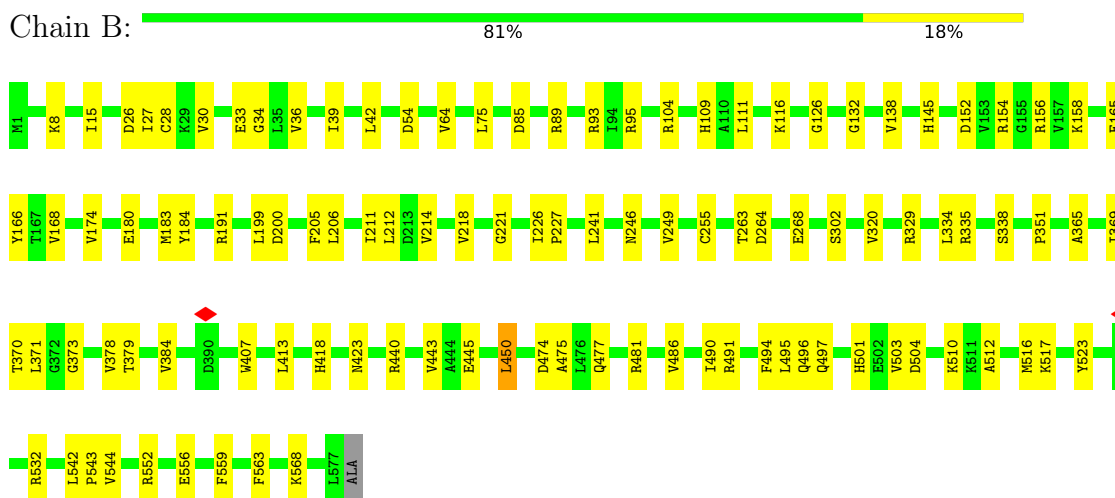 Chain B:
81% 18%
M1 K8 I15 D26 I27 C28 K29 V30 E33 G34 L35 V36 I39 L42 D54 V64 L75 D85 R89 R93 I94 R95 R104 H109 A110 L111 K116 G126 G132 V138 H145 D152 V153 R154 G155 R156 V157 K158
Y166 T167 V168 V174 E180 M183 Y184 R191 L199 D200 F205 L206 I211 L212 D213 V214 V218 G221 I226 P227 L241 N246 V249 C255 T263 D264 E268 S302 V320 R329 L334 R335 S338 P351 A365
T370 L371 G372 G373 V378 T379 V384 D390 W407 L413 H418 N423 R440 V443 A444 E445 L450 D474 A475 L476 Q477 R481 V486 I490 R491 F494 L495 Q496 Q497 H501 E502 V503 D504 K510 K511 A512 M516 K517 Y523
R532 L542 P543 V544 R552 E556 F559 F563 K568 L577 ALA